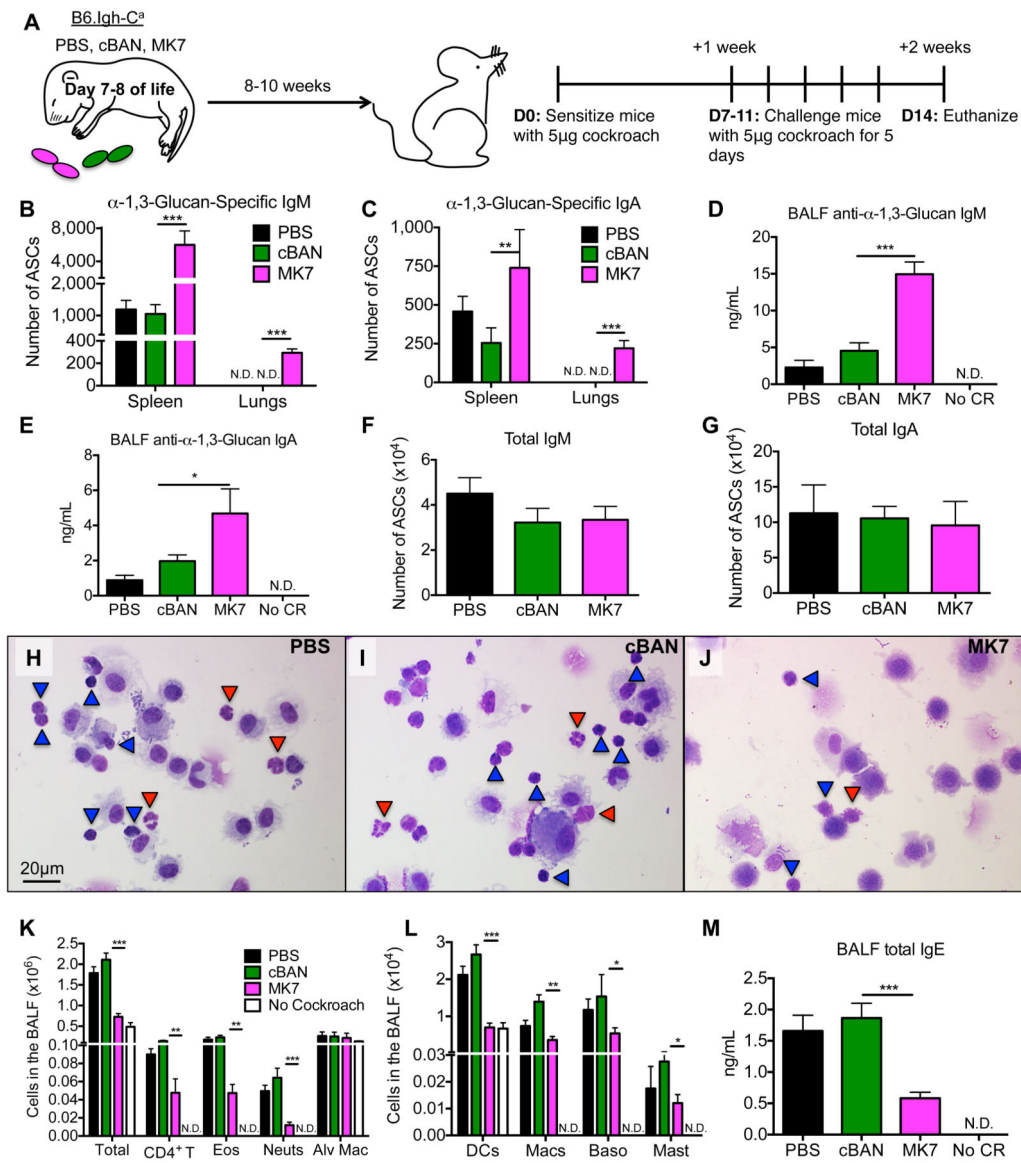 A
B6.Igh-Cᵃ
PBS, cBAN, MK7
Day 7-8 of life
8-10 weeks
+1 week
+2 weeks
D0: Sensitize mice
with 5µg cockroach
D7-11: Challenge mice
with 5µg cockroach for 5
days
D14: Euthanize
B
α-1,3-Glucan-Specific IgM
Number of ASCs
8,000
6,000
4,000
2,000
1,000
400
200
0
***
PBS
cBAN
MK7
***
N.D. N.D.
Spleen
Lungs
C
α-1,3-Glucan-Specific IgA
Number of ASCs
1,000
750
500
250
0
**
PBS
cBAN
MK7
***
N.D. N.D.
Spleen
Lungs
D
BALF anti-α-1,3-Glucan IgM
ng/mL
20
15
10
5
0
***
N.D.
PBS
cBAN
MK7
No CR
E
BALF anti-α-1,3-Glucan IgA
ng/mL
8
6
4
2
0
*
N.D.
PBS
cBAN
MK7
No CR
F
Total IgM
Number of ASCs (x10⁴)
6
4
2
0
PBS
cBAN
MK7
G
Total IgA
Number of ASCs (x10⁴)
20
15
10
5
0
PBS
cBAN
MK7
H
PBS
20µm
I
cBAN
J
MK7
K
Cells in the BALF (x10⁶)
2.5
2.0
1.5
1.0
0.5
0.10
0.08
0.06
0.04
0.02
0.00
***
PBS
cBAN
MK7
No Cockroach
**
**
***
N.D.
N.D.
N.D.
Total
CD4⁺ T
Eos
Neuts
Alv Mac
L
Cells in the BALF (x10⁴)
3
2
1
0.03
0.02
0.01
0.00
***
**
*
*
N.D.
N.D.
N.D.
DCs
Macs
Baso
Mast
M
BALF total IgE
ng/mL
2.5
2.0
1.5
1.0
0.5
0.0
***
N.D.
PBS
cBAN
MK7
No CR